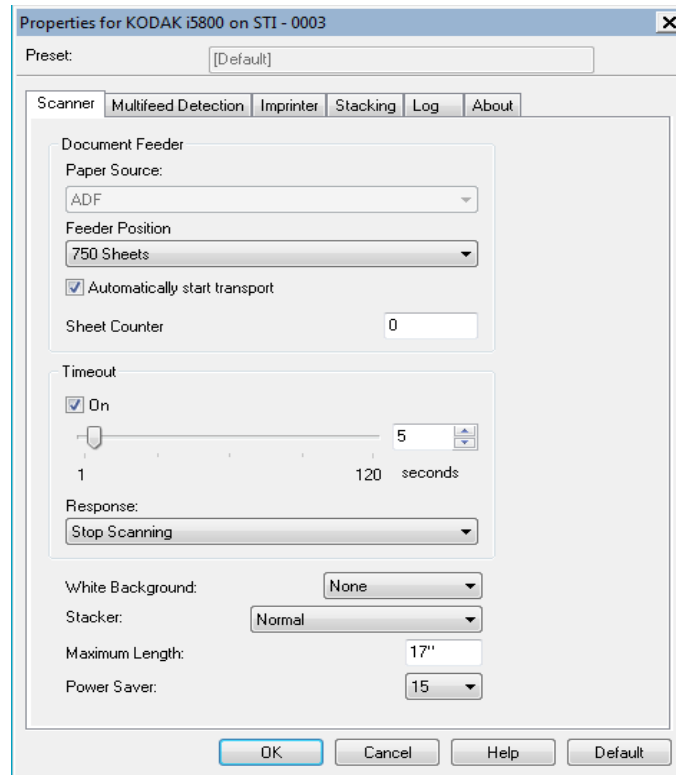 Properties for KODAK i5800 on STI - 0003
Preset: [Default]
Scanner Multifeed Detection Imprinter Stacking Log About
Document Feeder
Paper Source:
ADF
Feeder Position
750 Sheets
Automatically start transport
Sheet Counter 0
Timeout
On
5
1 120 seconds
Response:
Stop Scanning
White Background: None
Stacker: Normal
Maximum Length: 17"
Power Saver: 15
OK Cancel Help Default